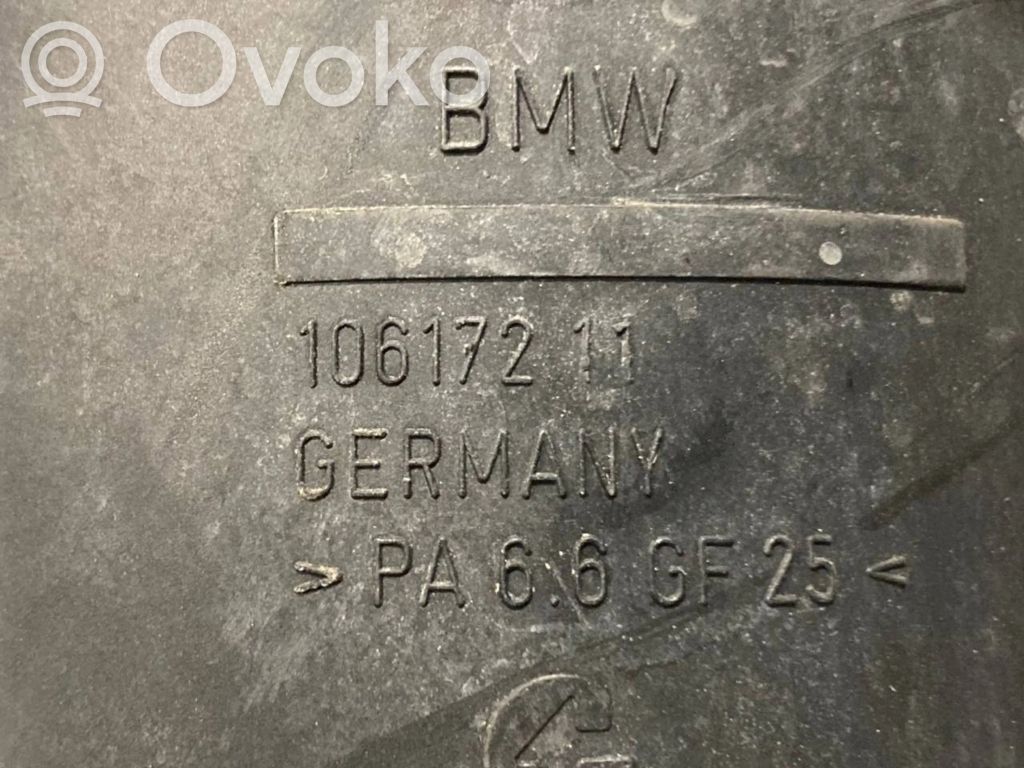 Ovoko
BMW
106172 11
GERMANY
> PA 6.6 GF 25 <